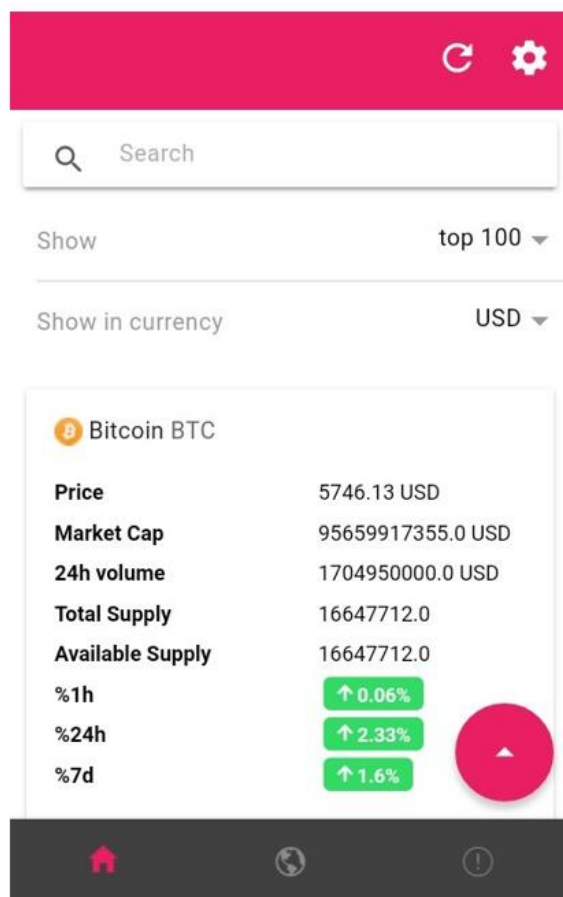 Search
Show top 100
Show in currency USD
Bitcoin BTC
Price 5746.13 USD
Market Cap 95659917355.0 USD
24h volume 1704950000.0 USD
Total Supply 16647712.0
Available Supply 16647712.0
%1h 0.06%
%24h 2.33%
%7d 1.6%